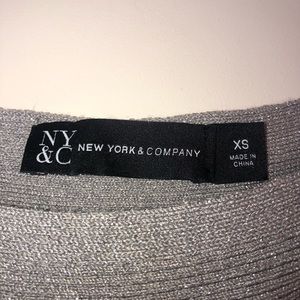 NY
&C
NEW YORK & COMPANY
XS
MADE IN
CHINA